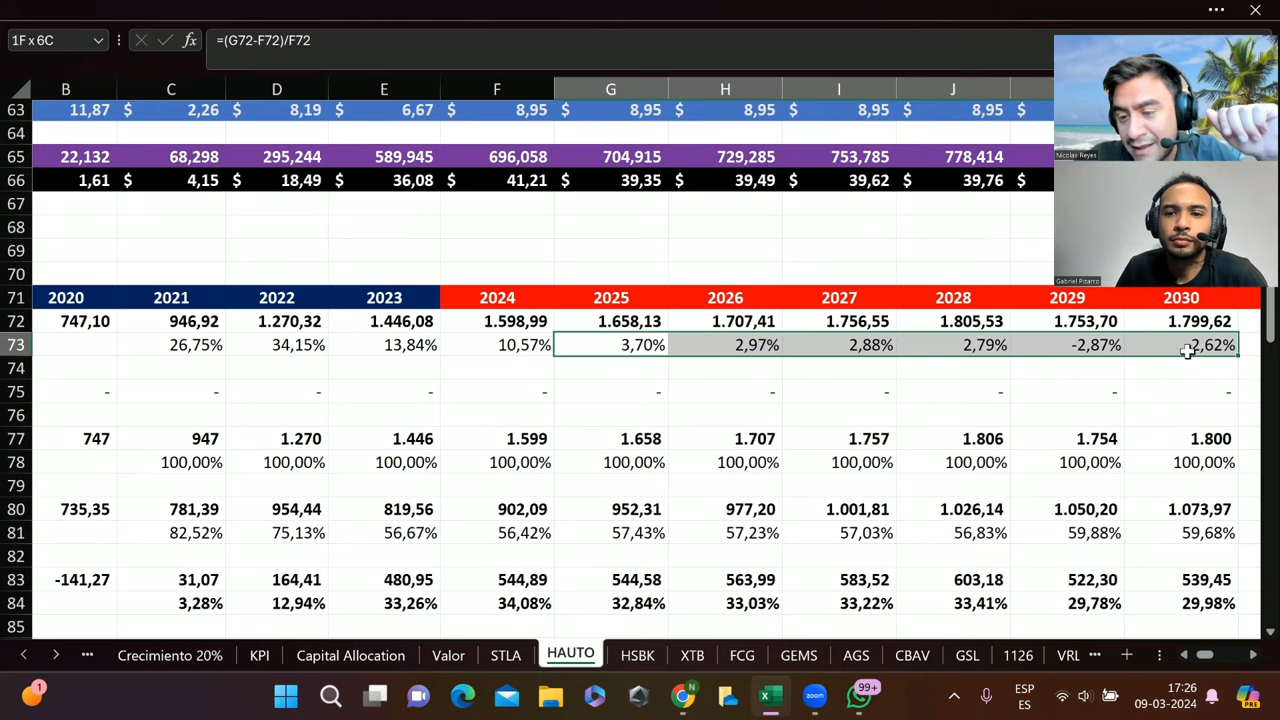 1F x 6C
fx
=(G72-F72)/F72
Nicolas Reyes
Gabriel Pizarro
B C D E F G H I J
63 11,87 $ 2,26 $ 8,19 $ 6,67 $ 8,95 $ 8,95 $ 8,95 $ 8,95 $ 8,95 $
64
65 22,132 68,298 295,244 589,945 696,058 704,915 729,285 753,785 778,414
66 1,61 $ 4,15 $ 18,49 $ 36,08 $ 41,21 $ 39,35 $ 39,49 $ 39,62 $ 39,76 $
67
68
69
70
71 2020 2021 2022 2023 2024 2025 2026 2027 2028 2029 2030
72 747,10 946,92 1.270,32 1.446,08 1.598,99 1.658,13 1.707,41 1.756,55 1.805,53 1.753,70 1.799,62
73 26,75% 34,15% 13,84% 10,57% 3,70% 2,97% 2,88% 2,79% -2,87% 2,62%
74
75 - - - - - - - - - - -
76
77 747 947 1.270 1.446 1.599 1.658 1.707 1.757 1.806 1.754 1.800
78 100,00% 100,00% 100,00% 100,00% 100,00% 100,00% 100,00% 100,00% 100,00% 100,00%
79
80 735,35 781,39 954,44 819,56 902,09 952,31 977,20 1.001,81 1.026,14 1.050,20 1.073,97
81 82,52% 75,13% 56,67% 56,42% 57,43% 57,23% 57,03% 56,83% 59,88% 59,68%
82
83 -141,27 31,07 164,41 480,95 544,89 544,58 563,99 583,52 603,18 522,30 539,45
84 3,28% 12,94% 33,26% 34,08% 32,84% 33,03% 33,22% 33,41% 29,78% 29,98%
85
Crecimiento 20% KPI Capital Allocation Valor STLA HAUTO HSBK XTB FCG GEMS AGS CBAV GSL 1126 VRL
1
N
zoom
99+
ESP
ES
17:26
09-03-2024
PRE